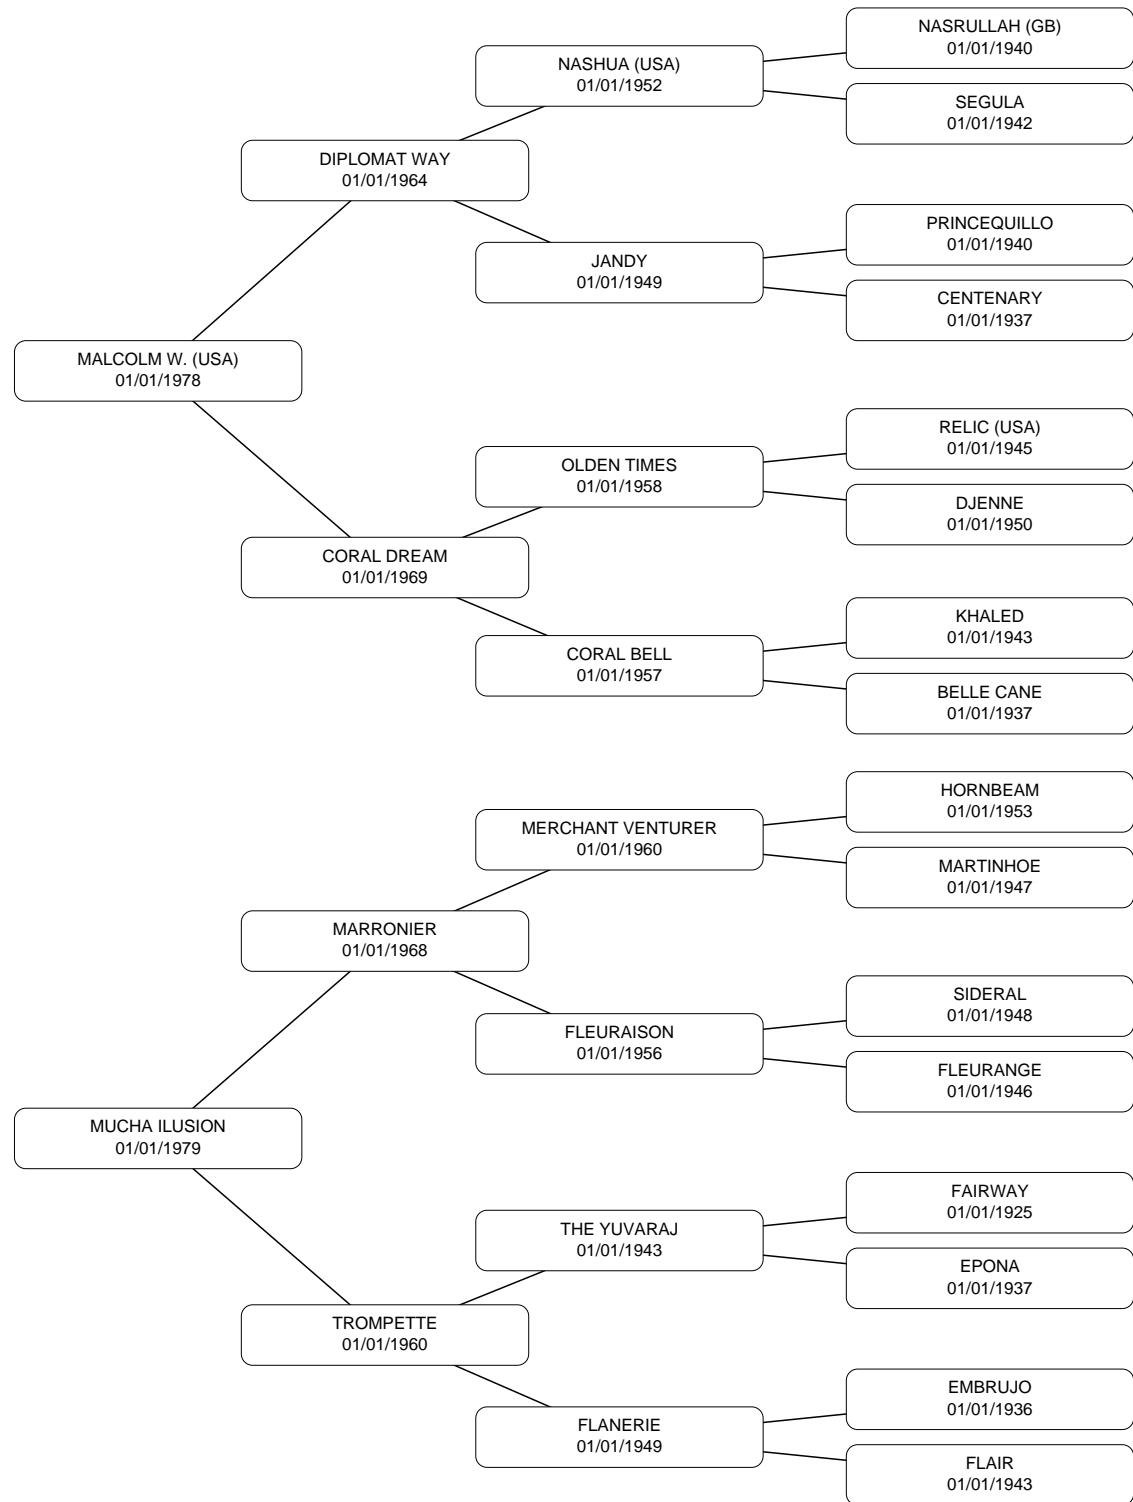 NASRULLAH (GB)
01/01/1940
NASHUA (USA)
01/01/1952
SEGULA
01/01/1942
DIPLOMAT WAY
01/01/1964
PRINCEQUILLO
01/01/1940
JANDY
01/01/1949
CENTENARY
01/01/1937
MALCOLM W. (USA)
01/01/1978
RELIC (USA)
01/01/1945
OLDEN TIMES
01/01/1958
DJENNE
01/01/1950
CORAL DREAM
01/01/1969
KHALED
01/01/1943
CORAL BELL
01/01/1957
BELLE CANE
01/01/1937
HORNBEAM
01/01/1953
MERCHANT VENTURER
01/01/1960
MARTINHOE
01/01/1947
MARRONIER
01/01/1968
SIDERAL
01/01/1948
FLEURAISON
01/01/1956
FLEURANGE
01/01/1946
MUCHA ILUSION
01/01/1979
FAIRWAY
01/01/1925
THE YUVARAJ
01/01/1943
EPONA
01/01/1937
TROMPETTE
01/01/1960
EMBRUJO
01/01/1936
FLANERIE
01/01/1949
FLAIR
01/01/1943